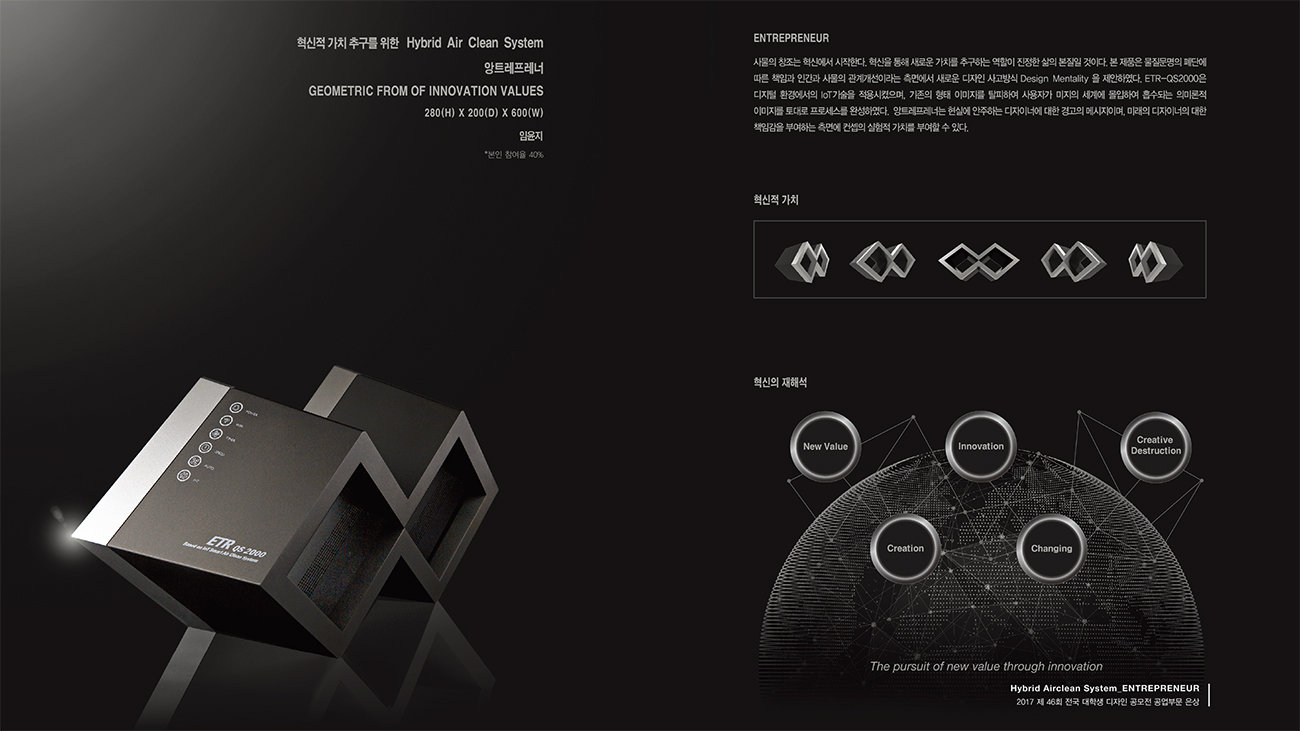 혁신적 가치 추구를 위한 Hybrid Air Clean System
앙트레프레너
GEOMETRIC FROM OF INNOVATION VALUES
280(H) X 200(D) X 600(W)
임윤지
*본인 참여율 40%
POWER
TIMER
AUTO
ETR QS 2000
Based on IoT Smart Air Clean System
ENTREPRENEUR
사물의 창조는 혁신에서 시작한다. 혁신을 통해 새로운 가치를 추구하는 역할이 진정한 삶의 본질일 것이다. 본 제품은 물질문명의 폐단에
따른 책임과 인간과 사물의 관계개선이라는 측면에서 새로운 디자인 사고방식 Design Mentality 을 제안하였다. ETR-QS2000은
디지털 환경에서의 IoT기술을 적용시켰으며, 기존의 형태 이미지를 탈피하여 사용자가 미지의 세계에 몰입하며 흡수되는 의미론적
이미지를 토대로 프로세스를 완성하였다. 앙트레프레너는 현실에 안주하는 디자이너에 대한 경고의 메시지이며, 미래의 디자이너의 대한
책임감을 부여하는 측면에 컨셉의 실험적 가치를 부여할 수 있다.
혁신적 가치
혁신의 재해석
New Value
Innovation
Creative
Destruction
Creation
Changing
The pursuit of new value through innovation
Hybrid Airclean System_ENTREPRENEUR
2017 제 46회 전국 대학생 디자인 공모전 공업부문 은상